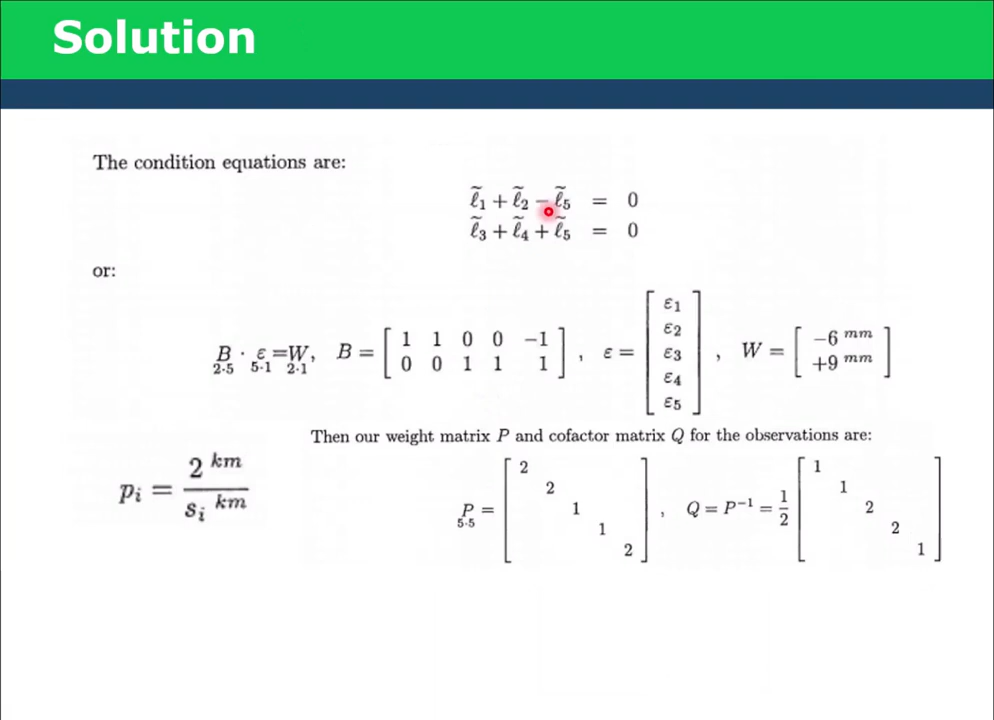 Solution
The condition equations are:
ℓ̃₁ + ℓ̃₂ − ℓ̃₅ = 0
ℓ̃₃ + ℓ̃₄ + ℓ̃₅ = 0
or:
B · ε = W, B = [ 1 1 0 0 −1 ; 0 0 1 1 1 ] , ε = [ ε₁ ; ε₂ ; ε₃ ; ε₄ ; ε₅ ] , W = [ −6 mm ; +9 mm ]
2·5 5·1 2·1
Then our weight matrix P and cofactor matrix Q for the observations are:
pᵢ = 2 km / sᵢ km
P = [ 2 2 1 1 2 ] , Q = P⁻¹ = 1/2 [ 1 1 2 2 1 ]
5·5